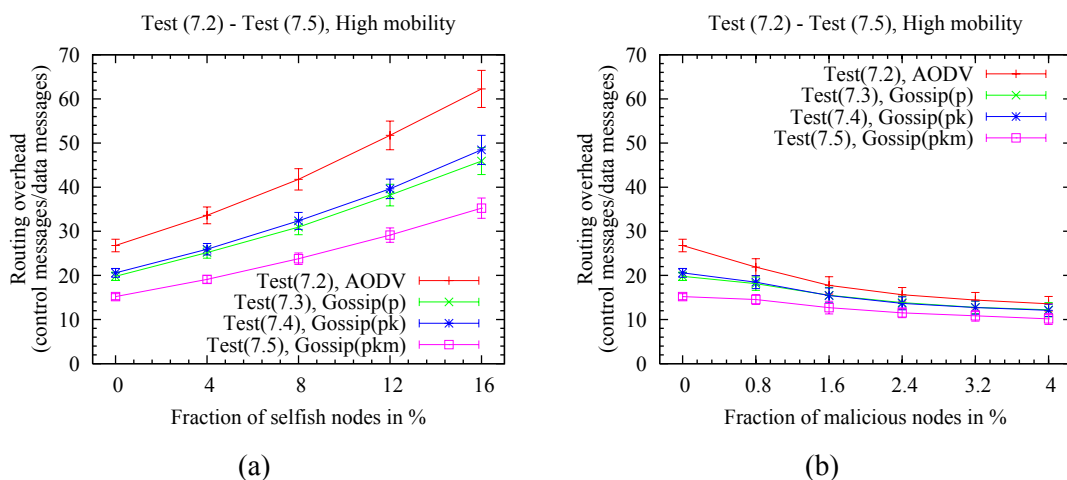 Test (7.2) - Test (7.5), High mobility
70
60
50
40
30
20
10
0
Routing overhead
(control messages/data messages)
Test(7.2), AODV
Test(7.3), Gossip(p)
Test(7.4), Gossip(pk)
Test(7.5), Gossip(pkm)
0 4 8 12 16
Fraction of selfish nodes in %
(a)
Test (7.2) - Test (7.5), High mobility
70
60
50
40
30
20
10
0
Routing overhead
(control messages/data messages)
Test(7.2), AODV
Test(7.3), Gossip(p)
Test(7.4), Gossip(pk)
Test(7.5), Gossip(pkm)
0 0.8 1.6 2.4 3.2 4
Fraction of malicious nodes in %
(b)